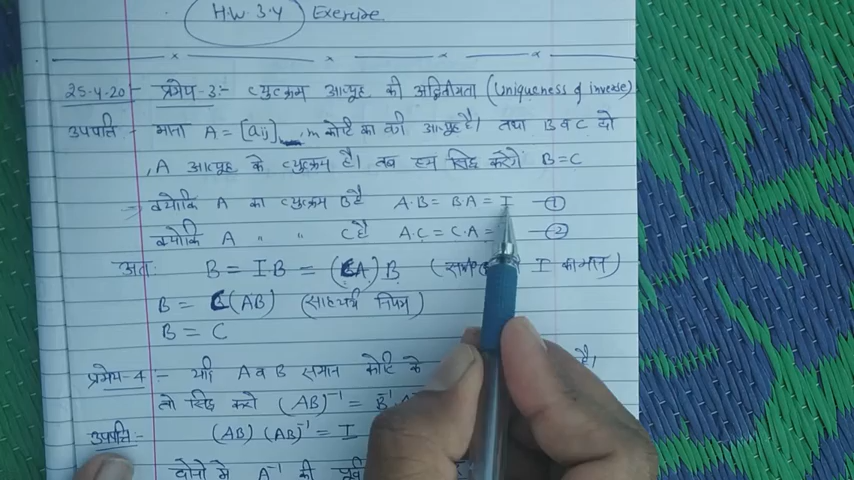 H.W. 3.4 Exercise
25-4-20 - प्रमेय-3:- व्युत्क्रम आव्यूह की अद्वितीयता (Uniqueness of inverse)
उपपत्ति - माना A = [aij] m कोटि का वर्ग आव्यूह है। तथा B व C दो
A आव्यूह के व्युत्क्रम है। तब हम सिद्ध करेंगे B=C
क्योंकि A का व्युत्क्रम B है A.B = BA = I —①
क्योंकि A " " C है A.C = C.A = —②
अतः B = I.B = (CA) B ( I का मान)
B = C(AB) (साहचर्य नियम)
B = C
प्रमेय-4:- यदि A व B समान कोटि के है।
तो सिद्ध करो (AB)⁻¹ =
उपपत्ति:- (AB) (AB)⁻¹ = I
दोनो मे A⁻¹ की पूर्व